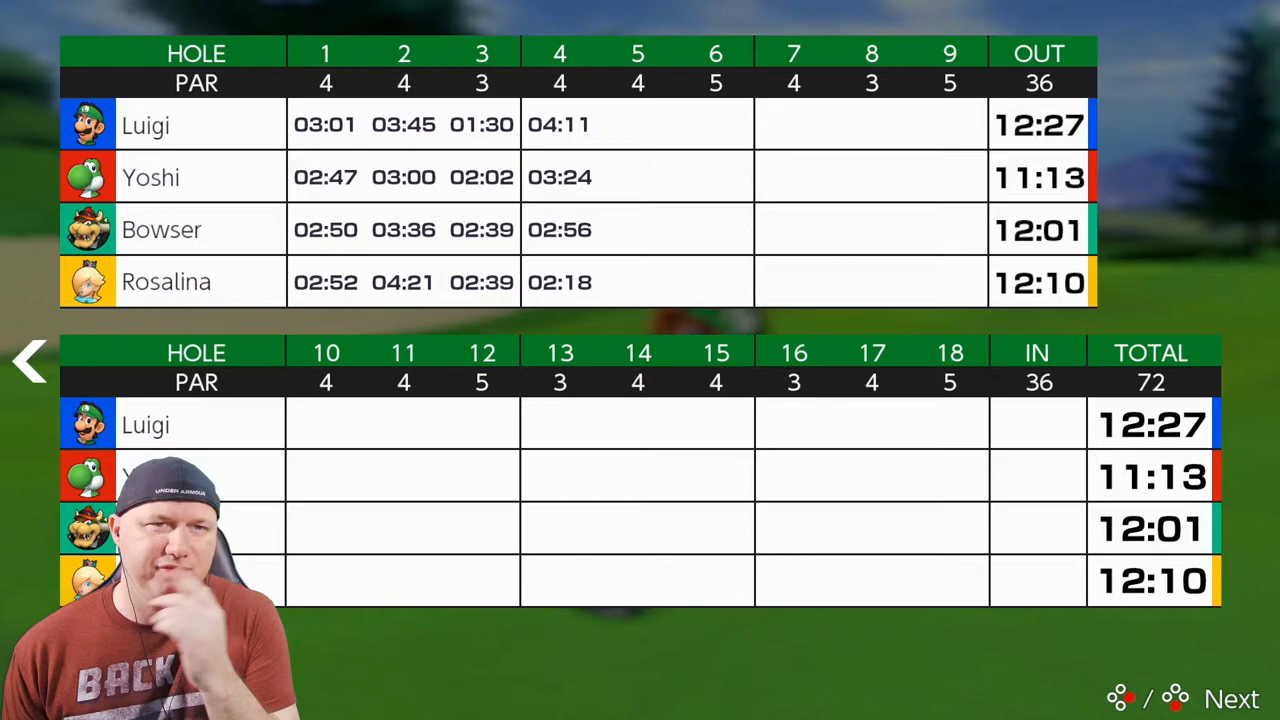 HOLE 1 2 3 4 5 6 7 8 9 OUT
PAR 4 4 3 4 4 5 4 3 5 36
Luigi 03:01 03:45 01:30 04:11 12:27
Yoshi 02:47 03:00 02:02 03:24 11:13
Bowser 02:50 03:36 02:39 02:56 12:01
Rosalina 02:52 04:21 02:39 02:18 12:10
HOLE 10 11 12 13 14 15 16 17 18 IN TOTAL
PAR 4 4 5 3 4 4 3 4 5 36 72
Luigi 12:27
11:13
12:01
12:10
UNDER ARMOUR
BACK
/ Next